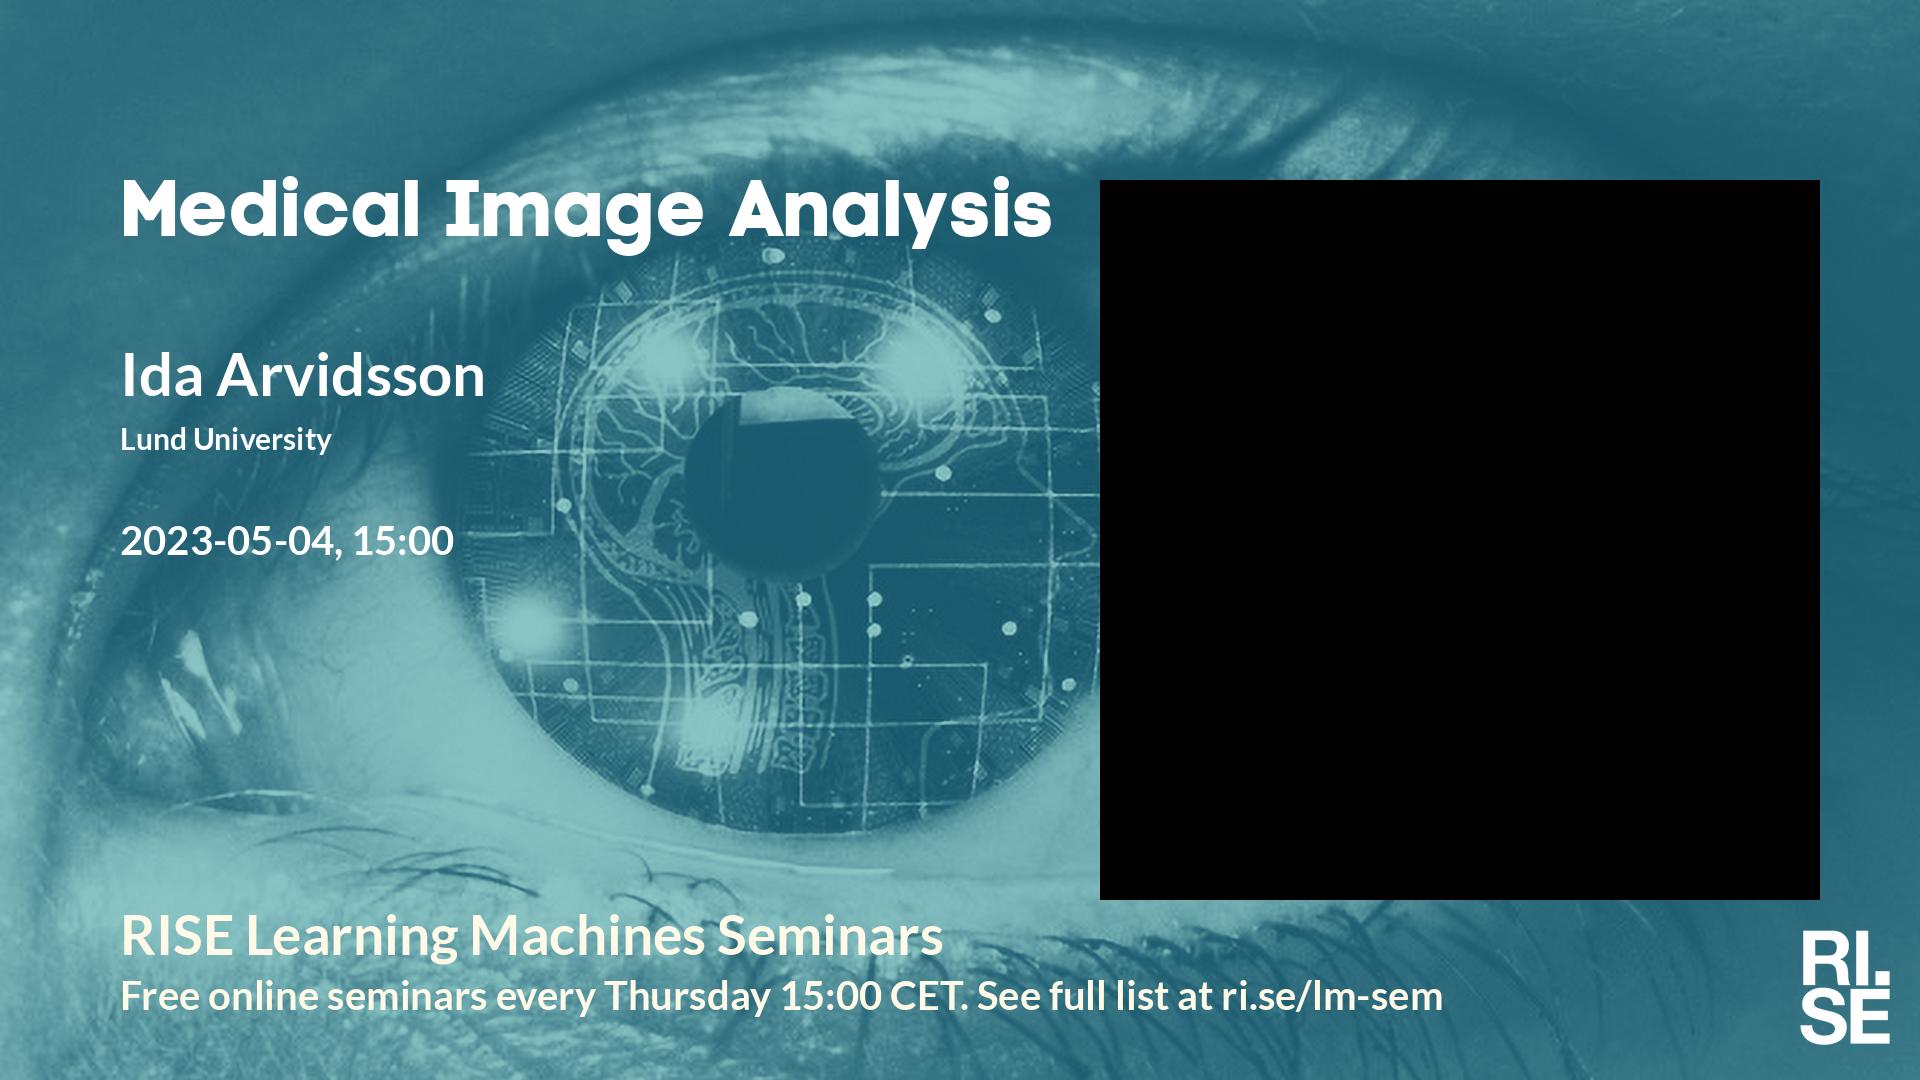 Medical Image Analysis
Ida Arvidsson
Lund University
2023-05-04, 15:00
RISE Learning Machines Seminars
Free online seminars every Thursday 15:00 CET. See full list at ri.se/lm-sem
RI.
SE